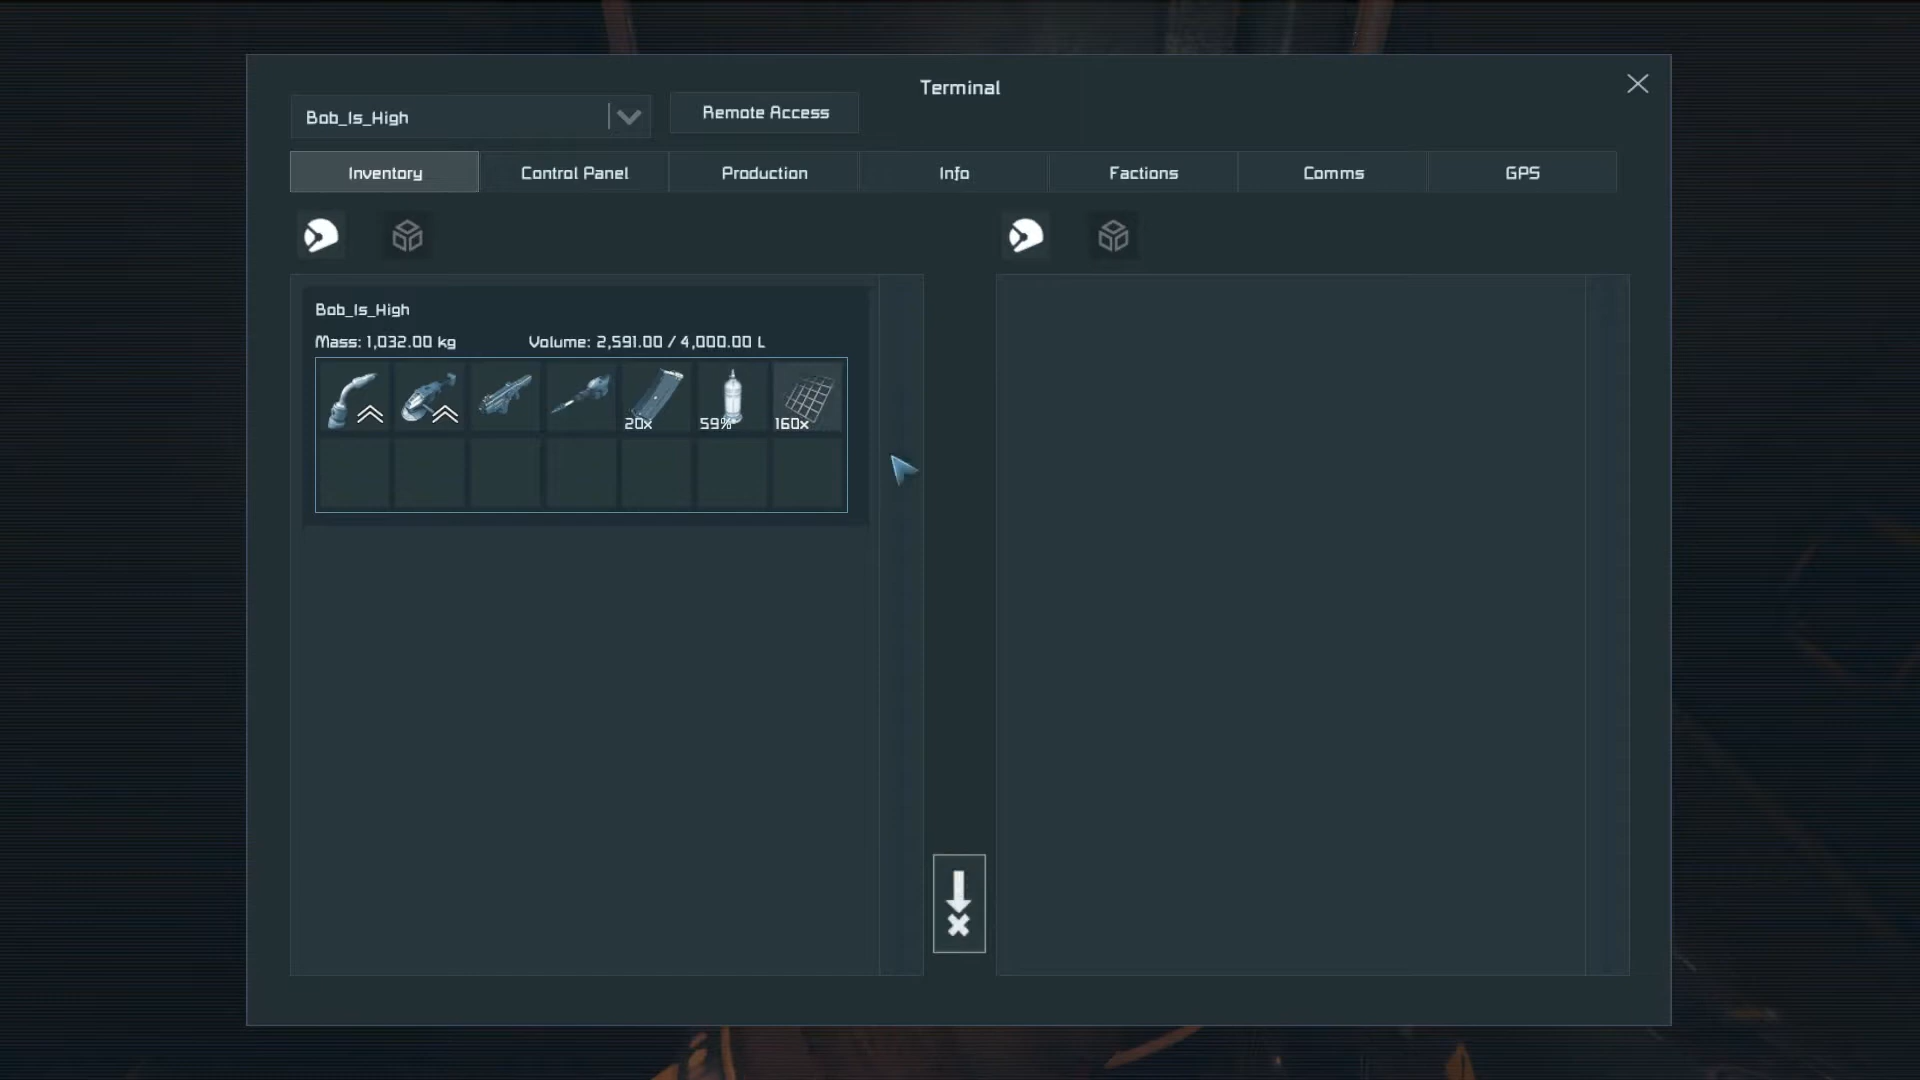 Terminal
Bob_Is_High
Remote Access
Inventory
Control Panel
Production
Info
Factions
Comms
GPS
Bob_Is_High
Mass: 1,032.00 kg
Volume: 2,591.00 / 4,000.00 L
20x
59%
160x